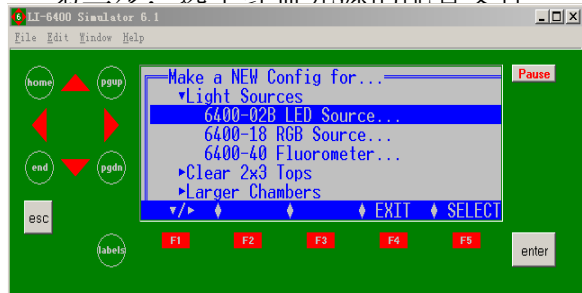 LI-6400 Simulator 6.1
File Edit Window Help
home pgup
Make a NEW Config for... Pause
▾Light Sources
6400-02B LED Source...
6400-18 RGB Source...
6400-40 Fluorometer...
end pgdn
▸Clear 2x3 Tops
▸Larger Chambers
esc
▾/▸ EXIT SELECT
labels F1 F2 F3 F4 F5 enter